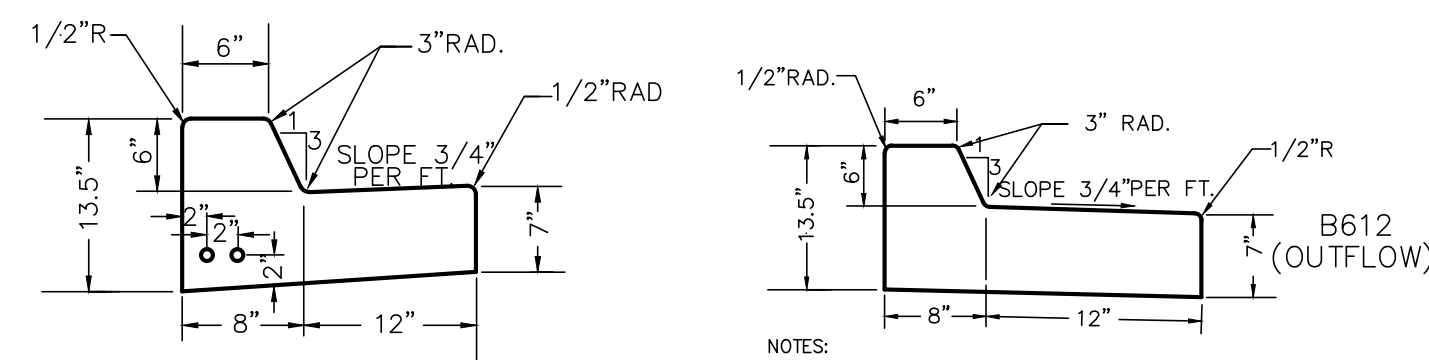 1/2"R
6"
3"RAD.
1/2"RAD
1
3
6"
SLOPE 3/4"
PER FT.
13.5"
2"
2"
2"
7"
8"
12"
1/2"RAD.
6"
3" RAD.
1
3
1/2"R
6"
SLOPE 3/4"PER FT.
13.5"
7"
B612
(OUTFLOW)
8"
12"
NOTES: